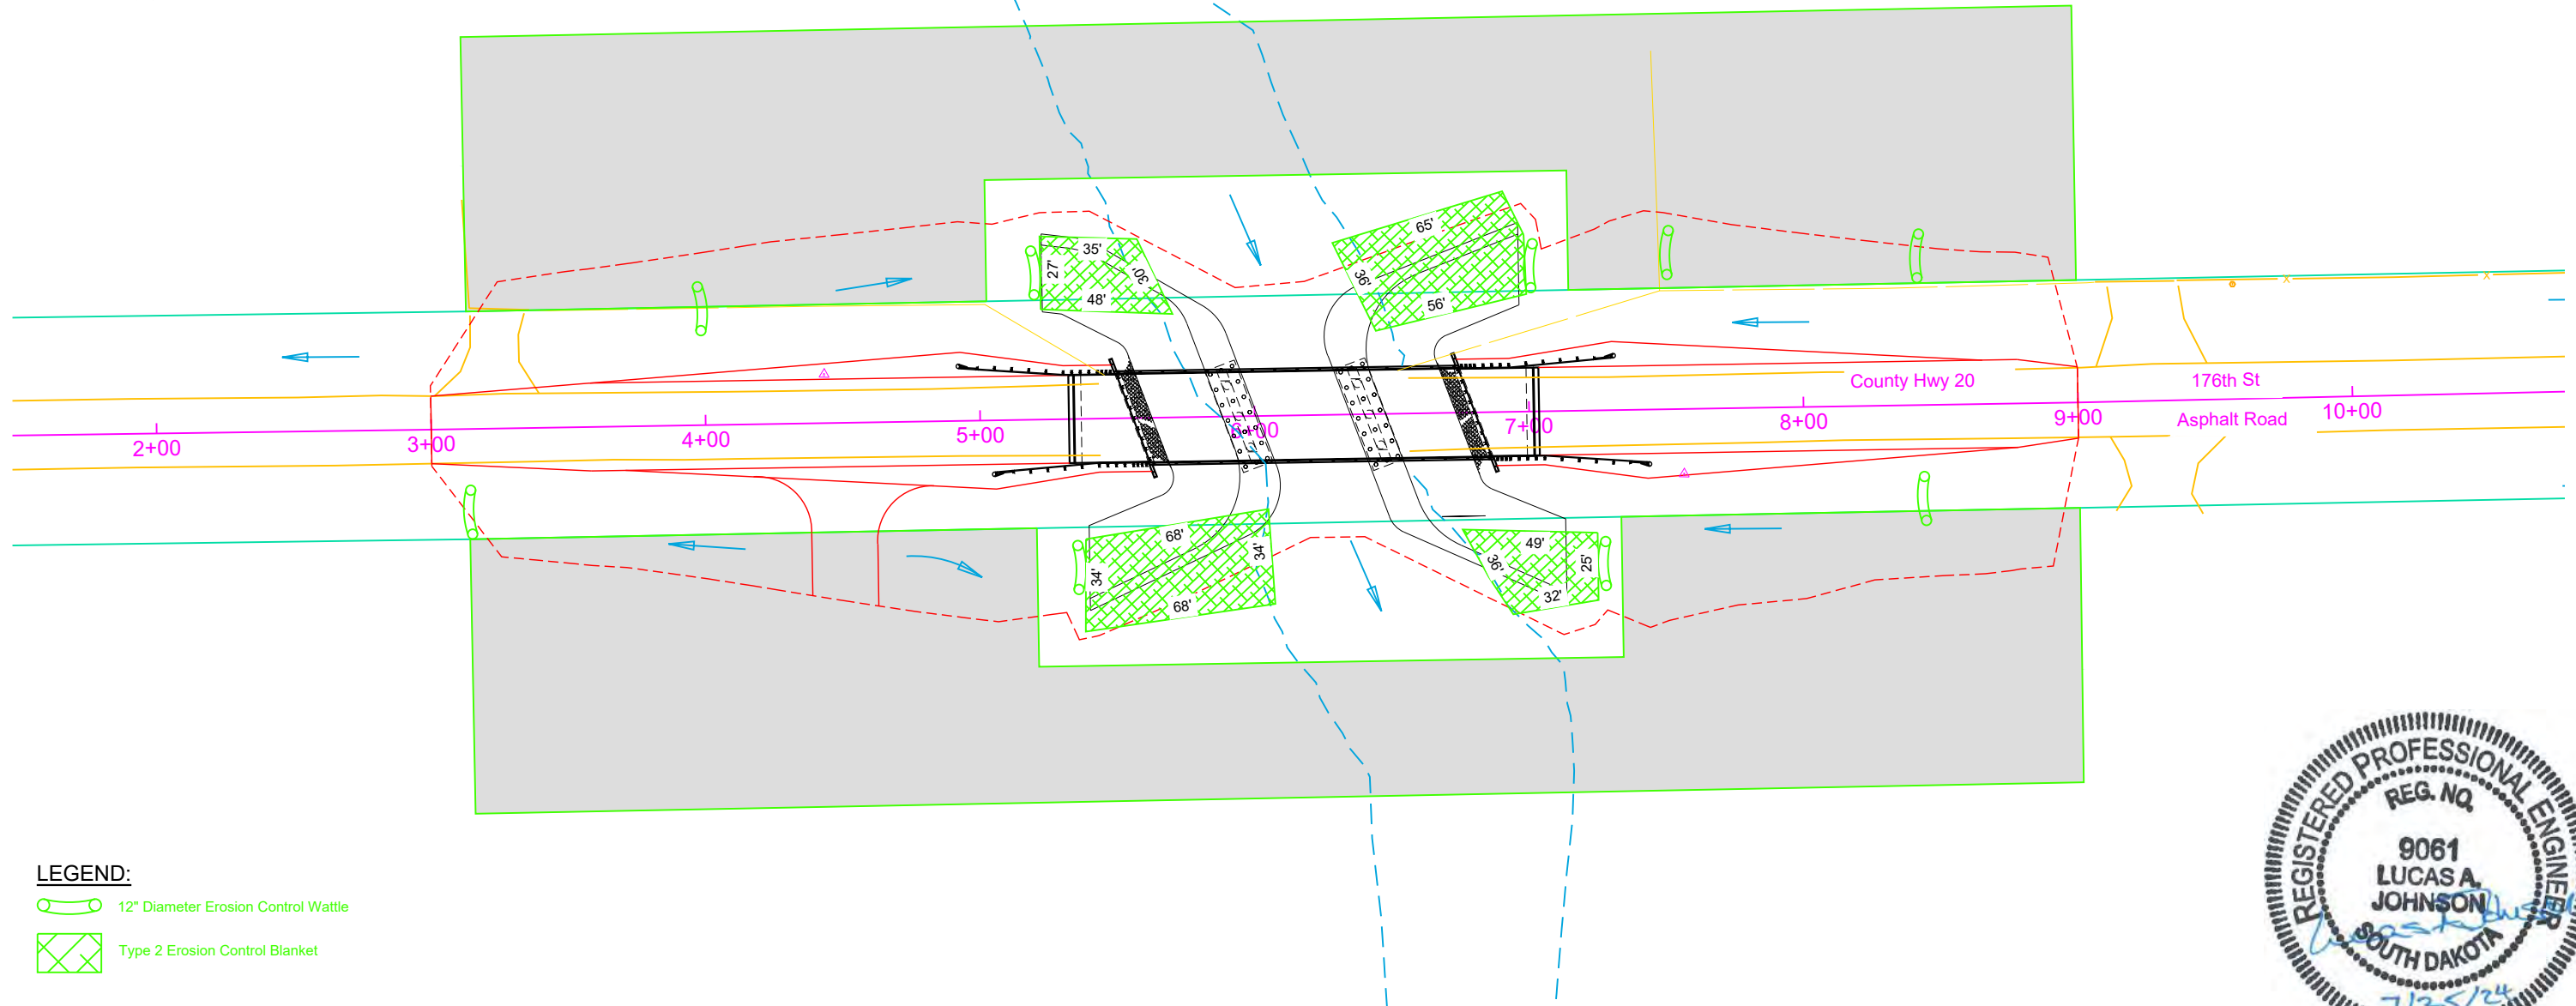 65'
35'
27'
30'
48'
36'
56'
County Hwy 20
176th St
Asphalt Road
2+00
3+00
4+00
5+00
6+00
7+00
8+00
9+00
10+00
X
X
68'
34'
34'
68'
49'
36'
25'
32'
LEGEND:
12" Diameter Erosion Control Wattle
Type 2 Erosion Control Blanket
REGISTERED PROFESSIONAL ENGINEER
REG. NO.
9061
LUCAS A.
JOHNSON
SOUTH DAKOTA
7/25/24